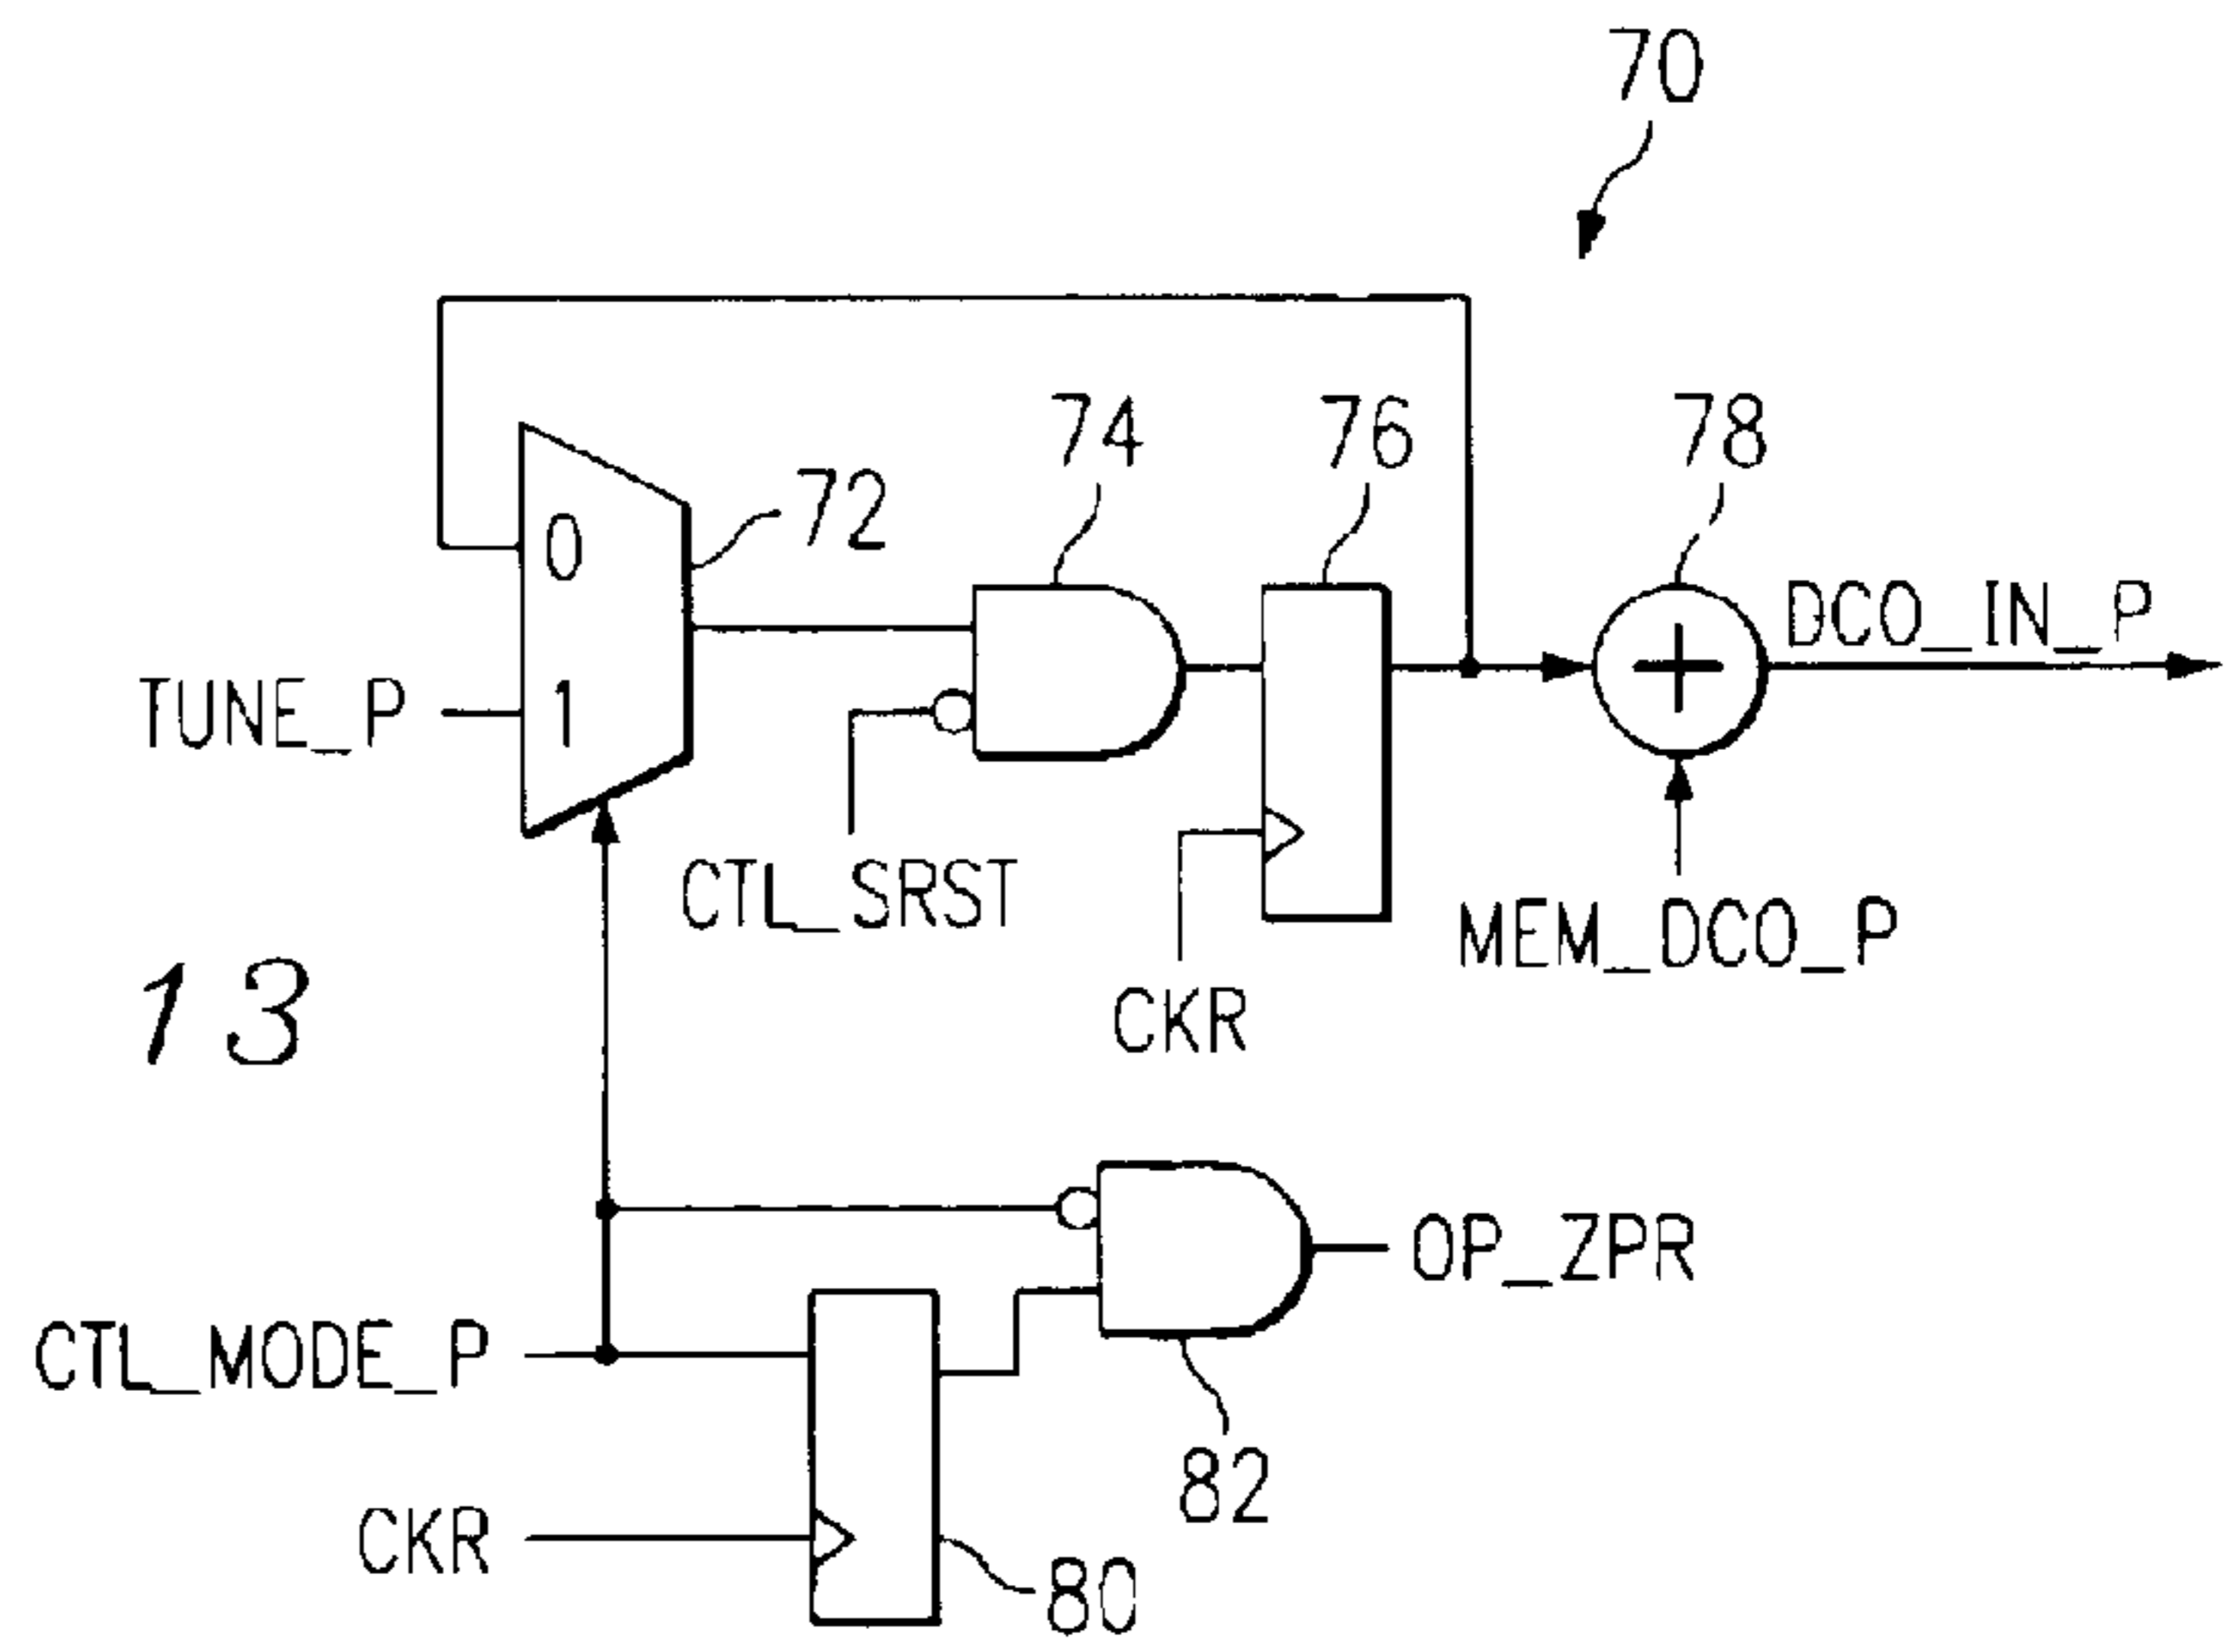 70
74
76
78
72
0
DCO_IN_P
TUNE_P
1
CTL_SRST
MEM_DCO_P
13
CKR
OP_ZPR
CTL_MODE_P
82
CKR
80